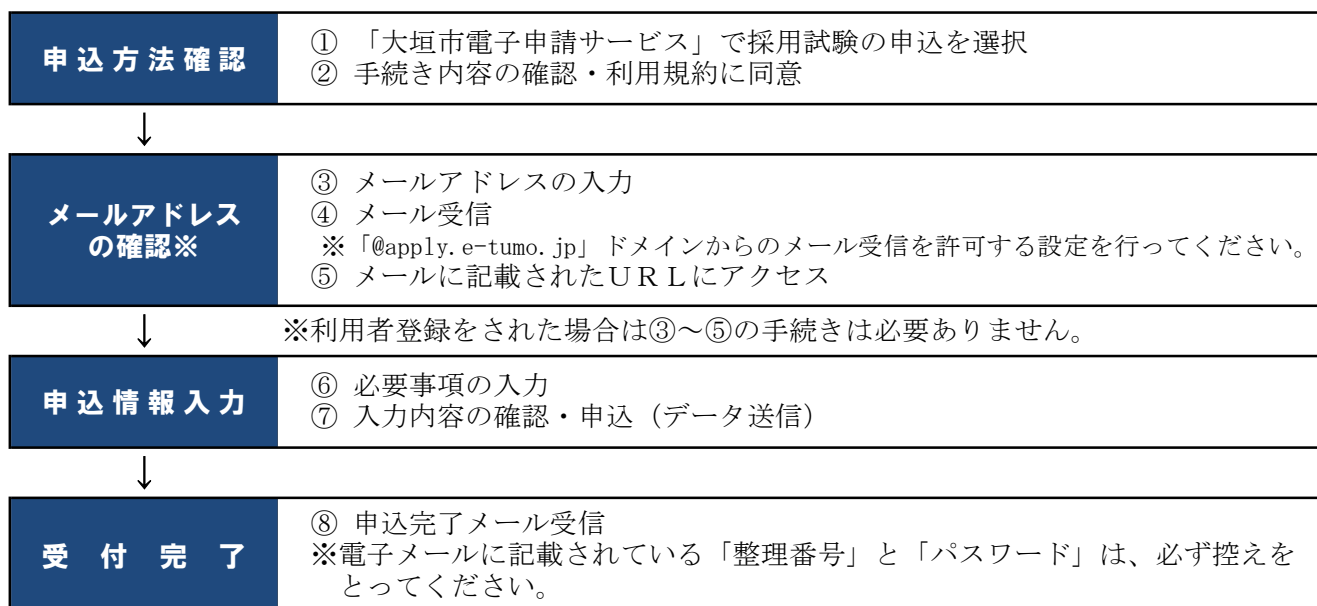 申込方法確認
① 「大垣市電子申請サービス」で採用試験の申込を選択
② 手続き内容の確認・利用規約に同意
↓
メールアドレス
の確認※
③ メールアドレスの入力
④ メール受信
※「@apply.e-tumo.jp」ドメインからのメール受信を許可する設定を行ってください。
⑤ メールに記載されたＵＲＬにアクセス
↓ ※利用者登録をされた場合は③～⑤の手続きは必要ありません。
申込情報入力
⑥ 必要事項の入力
⑦ 入力内容の確認・申込（データ送信）
↓
受付完了
⑧ 申込完了メール受信
※電子メールに記載されている「整理番号」と「パスワード」は、必ず控えを
とってください。